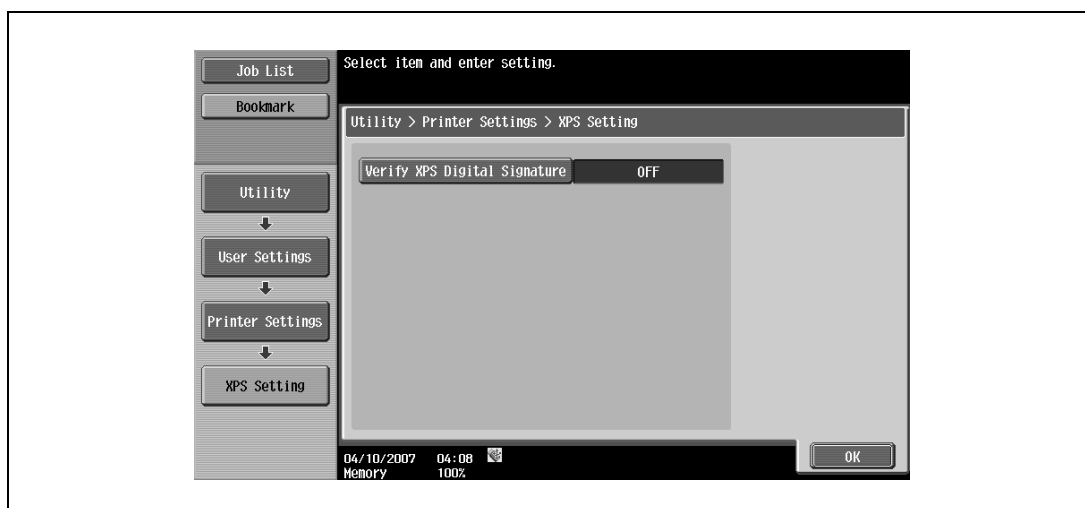 Job List
Bookmark
Utility
User Settings
Printer Settings
XPS Setting
Select item and enter setting.
Utility > Printer Settings > XPS Setting
Verify XPS Digital Signature OFF
04/10/2007 04:08
Memory 100%
OK